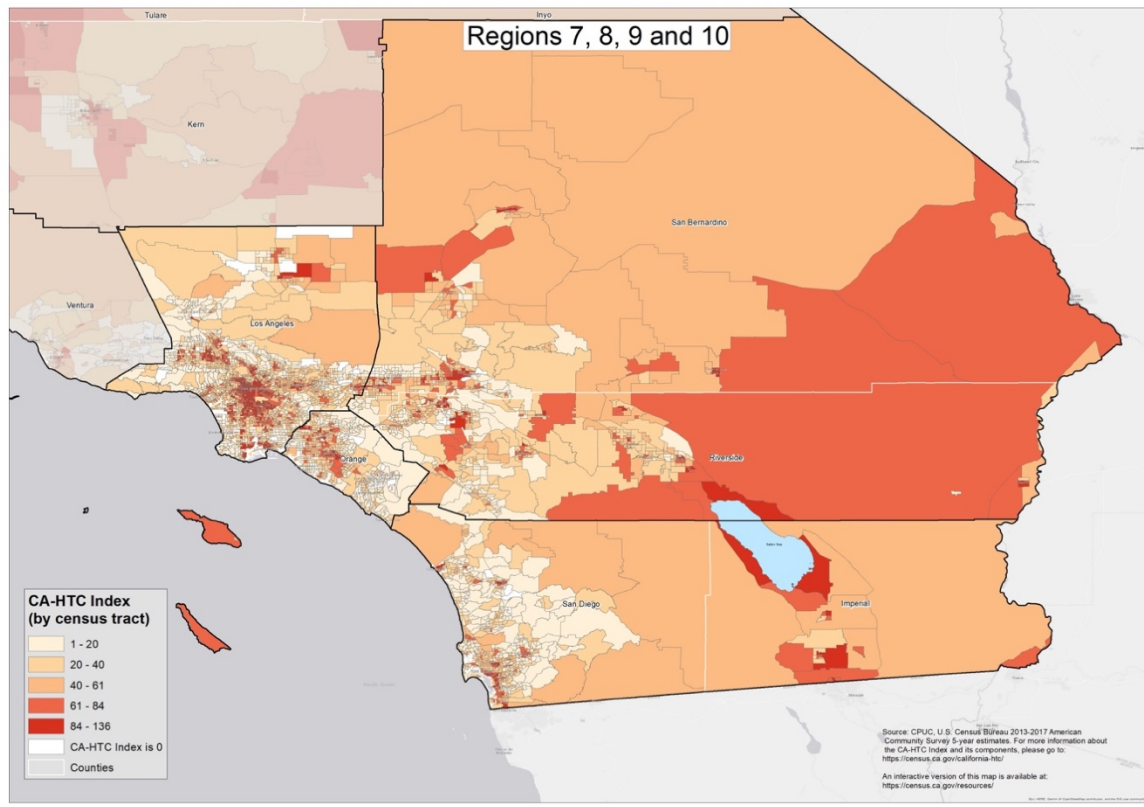 Tulare
Inyo
Regions 7, 8, 9 and 10
Kern
San Bernardino
Ventura
Los Angeles
Orange
Riverside
San Diego
Imperial
CA-HTC Index
(by census tract)
1 - 20
20 - 40
40 - 61
61 - 84
84 - 136
CA-HTC Index is 0
Counties
Source: CPUC, U.S. Census Bureau 2013-2017 American
Community Survey 5-year estimates. For more information about
the CA-HTC Index and its components, please go to:
https://census.ca.gov/california-htc/
An interactive version of this map is available at:
https://census.ca.gov/resources/